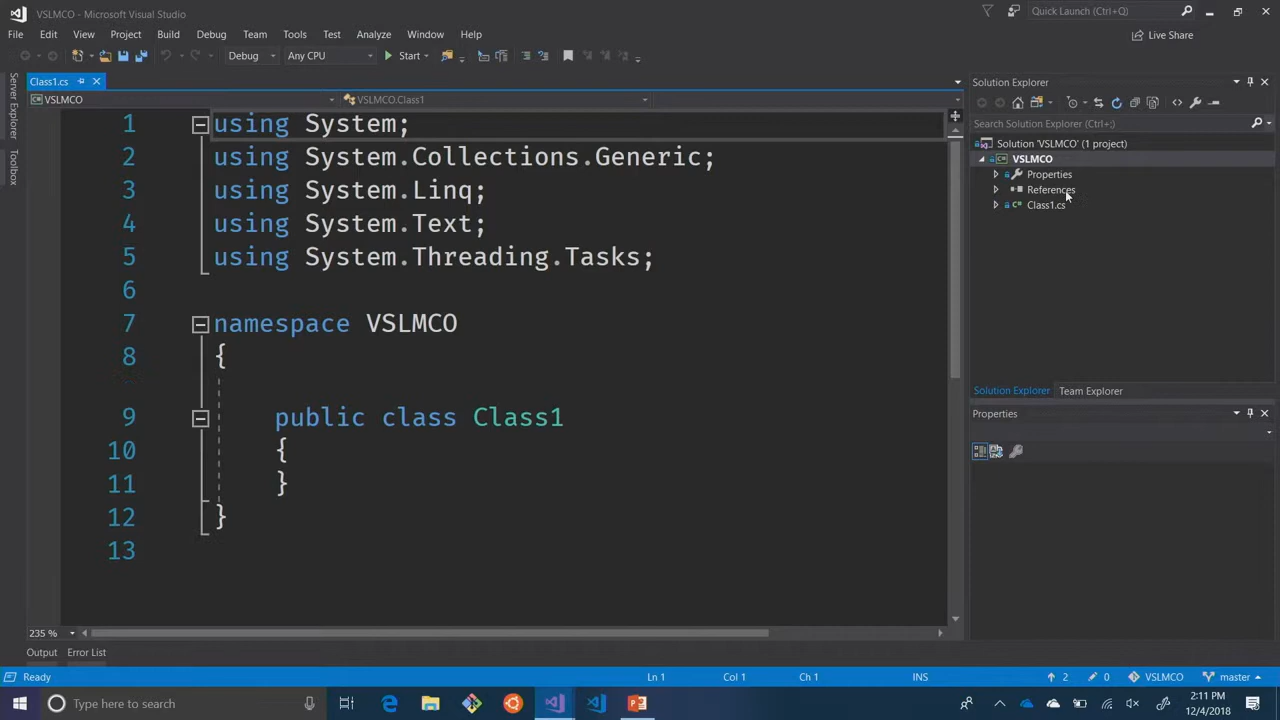 VSLMCO - Microsoft Visual Studio
Quick Launch (Ctrl+Q)
File Edit View Project Build Debug Team Tools Test Analyze Window Help
Live Share
Debug Any CPU Start
Server Explorer
Toolbox
Class1.cs
VSLMCO VSLMCO.Class1
1 using System;
2 using System.Collections.Generic;
3 using System.Linq;
4 using System.Text;
5 using System.Threading.Tasks;
6
7 namespace VSLMCO
8 {
9 public class Class1
10 {
11 }
12 }
13
235 %
Solution Explorer
Search Solution Explorer (Ctrl+;)
Solution 'VSLMCO' (1 project)
VSLMCO
Properties
References
Class1.cs
Solution Explorer Team Explorer
Properties
Output Error List
Ready Ln 1 Col 1 Ch 1 INS 2 0 VSLMCO master
Type here to search
2:11 PM
12/4/2018